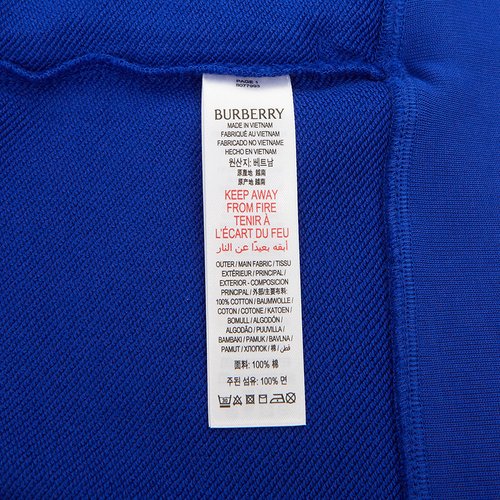 PAGE 1
8077993
BURBERRY
MADE IN VIETNAM
FABRIQUÉ AU VIETNAM
FABRICADO NO VIETNAME
HECHO EN VIETNAM
원산지: 베트남
原產地 越南
原产地 越南
KEEP AWAY
FROM FIRE
TENIR À
L'ÉCART DU FEU
أبقه بعيدًا عن النار
OUTER / MAIN FABRIC / TISSU
EXTÉRIEUR / PRINCIPAL /
EXTERIOR - COMPOSICIÓN
PRINCIPAL / 外部/主要布料:
100% COTTON / BAUMWOLLE /
COTON / COTONE / KATOEN /
BOMULL / ALGODÓN /
ALGODÃO / PUUVILLA /
BAMBAKI / PAMUK / BAVLNA /
PAMUT / ХЛОПОК / 棉 / قطن
面料: 100% 棉
주된 섬유: 100% 면